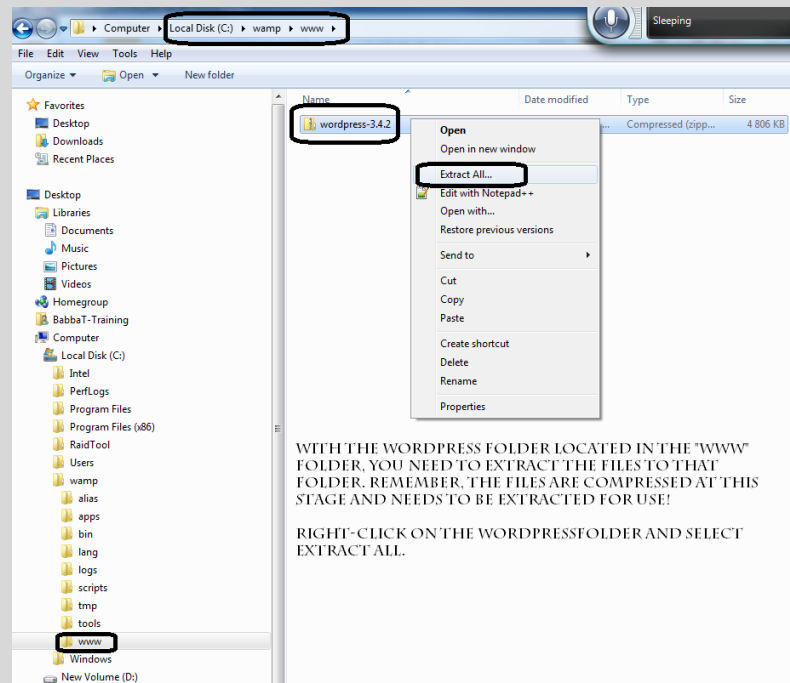 Computer Local Disk (C:) wamp www
Sleeping
File Edit View Tools Help
Organize Open New folder
Favorites
Desktop
Downloads
Recent Places
Desktop
Libraries
Documents
Music
Pictures
Videos
Homegroup
BabbaT-Training
Computer
Local Disk (C:)
Intel
PerfLogs
Program Files
Program Files (x86)
RaidTool
Users
wamp
alias
apps
bin
lang
logs
scripts
tmp
tools
www
Windows
New Volume (D:)
Name Date modified Type Size
wordpress-3.4.2 ... Compressed (zipp... 4 806 KB
Open
Open in new window
Extract All...
Edit with Notepad++
Open with...
Restore previous versions
Send to
Cut
Copy
Paste
Create shortcut
Delete
Rename
Properties
WITH THE WORDPRESS FOLDER LOCATED IN THE "WWW"
FOLDER, YOU NEED TO EXTRACT THE FILES TO THAT
FOLDER. REMEMBER, THE FILES ARE COMPRESSED AT THIS
STAGE AND NEEDS TO BE EXTRACTED FOR USE!
RIGHT-CLICK ON THE WORDPRESSFOLDER AND SELECT
EXTRACT ALL.